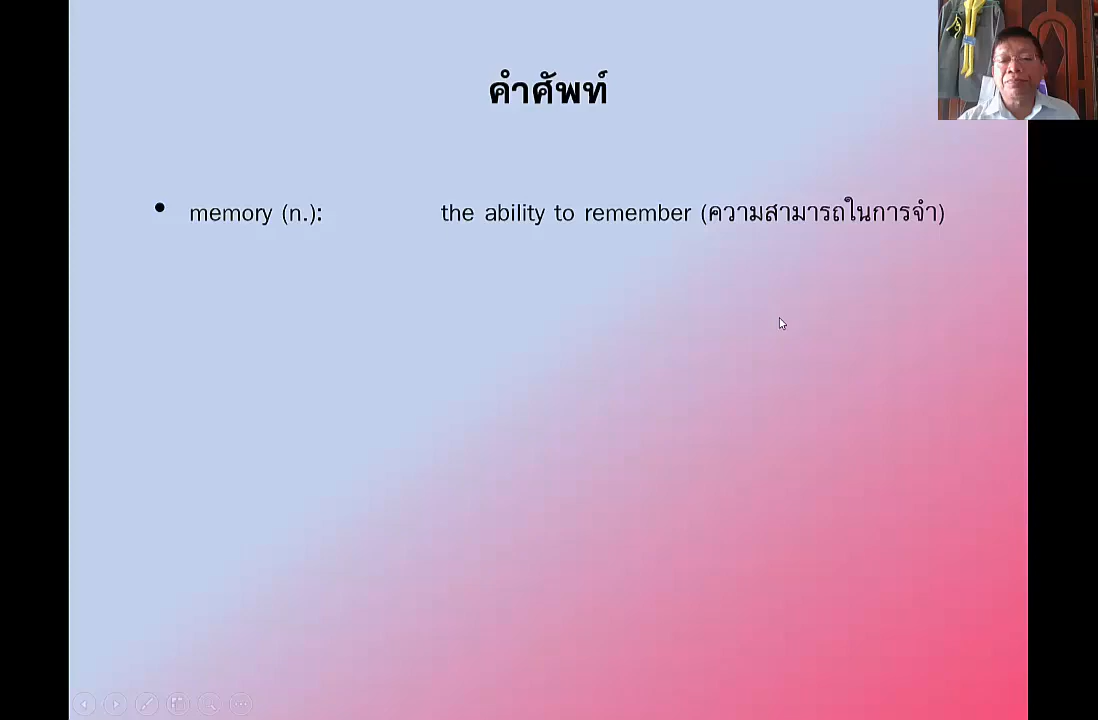 คำศัพท์
• memory (n.): the ability to remember (ความสามารถในการจำ)